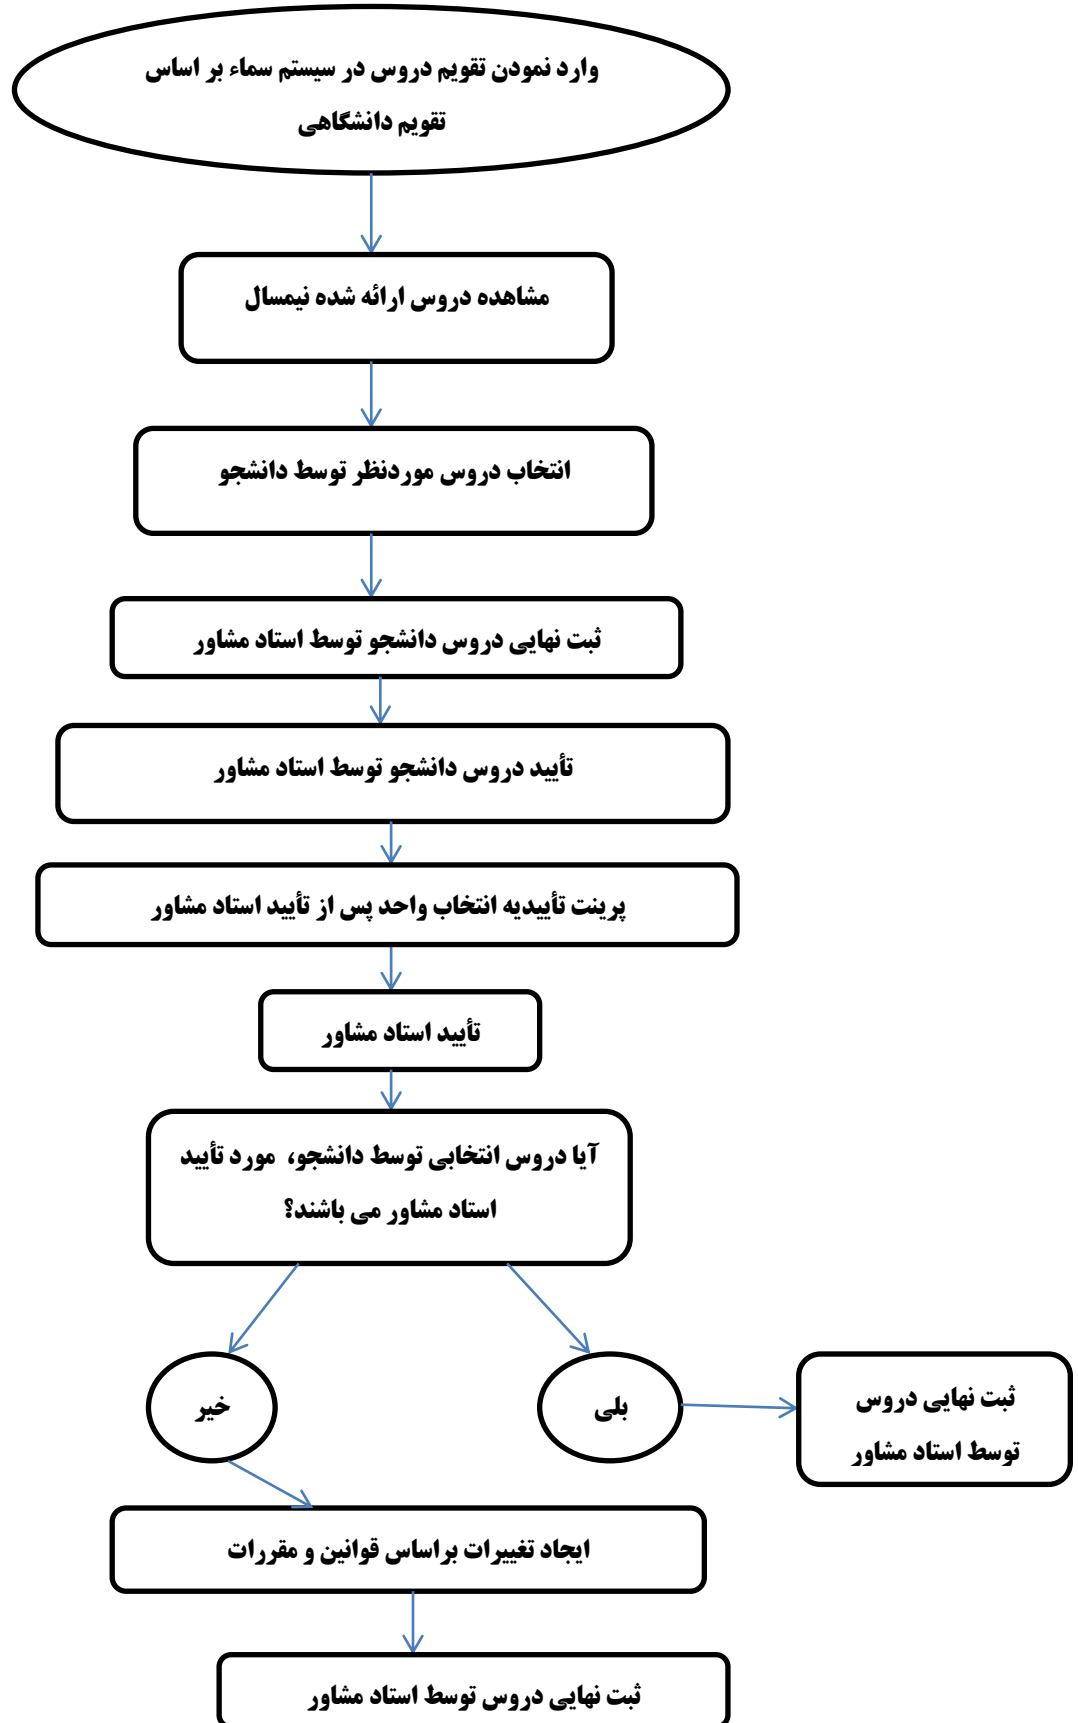 وارد نمودن تقویم دروس در سیستم سماء بر اساس
تقویم دانشگاهی
مشاهده دروس ارائه شده نیمسال
انتخاب دروس موردنظر توسط دانشجو
ثبت نهایی دروس دانشجو توسط استاد مشاور
تأیید دروس دانشجو توسط استاد مشاور
پرینت تأییدیه انتخاب واحد پس از تأیید استاد مشاور
تأیید استاد مشاور
آیا دروس انتخابی توسط دانشجو، مورد تأیید
استاد مشاور می باشند؟
بلی
خیر
ثبت نهایی دروس
توسط استاد مشاور
ایجاد تغییرات براساس قوانین و مقررات
ثبت نهایی دروس توسط استاد مشاور